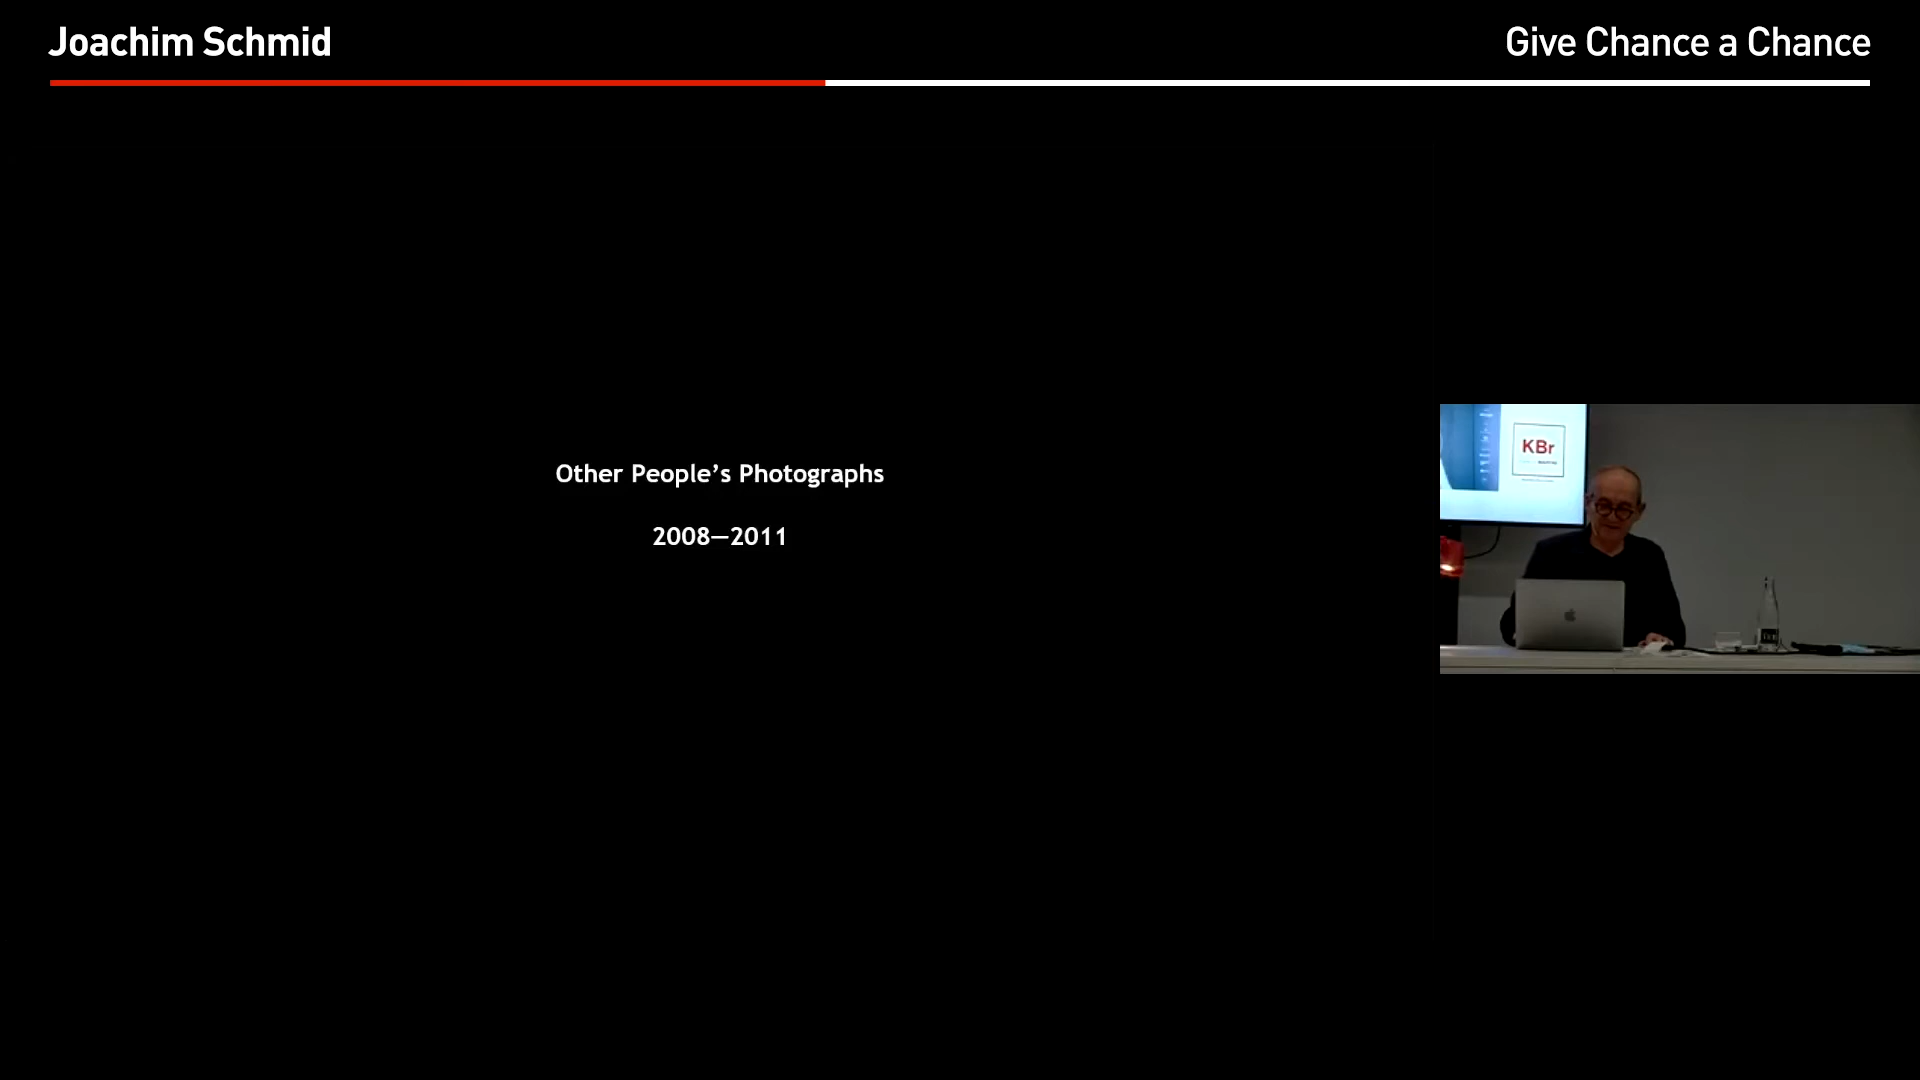 Joachim Schmid
Give Chance a Chance
Other People’s Photographs
2008—2011
KBr